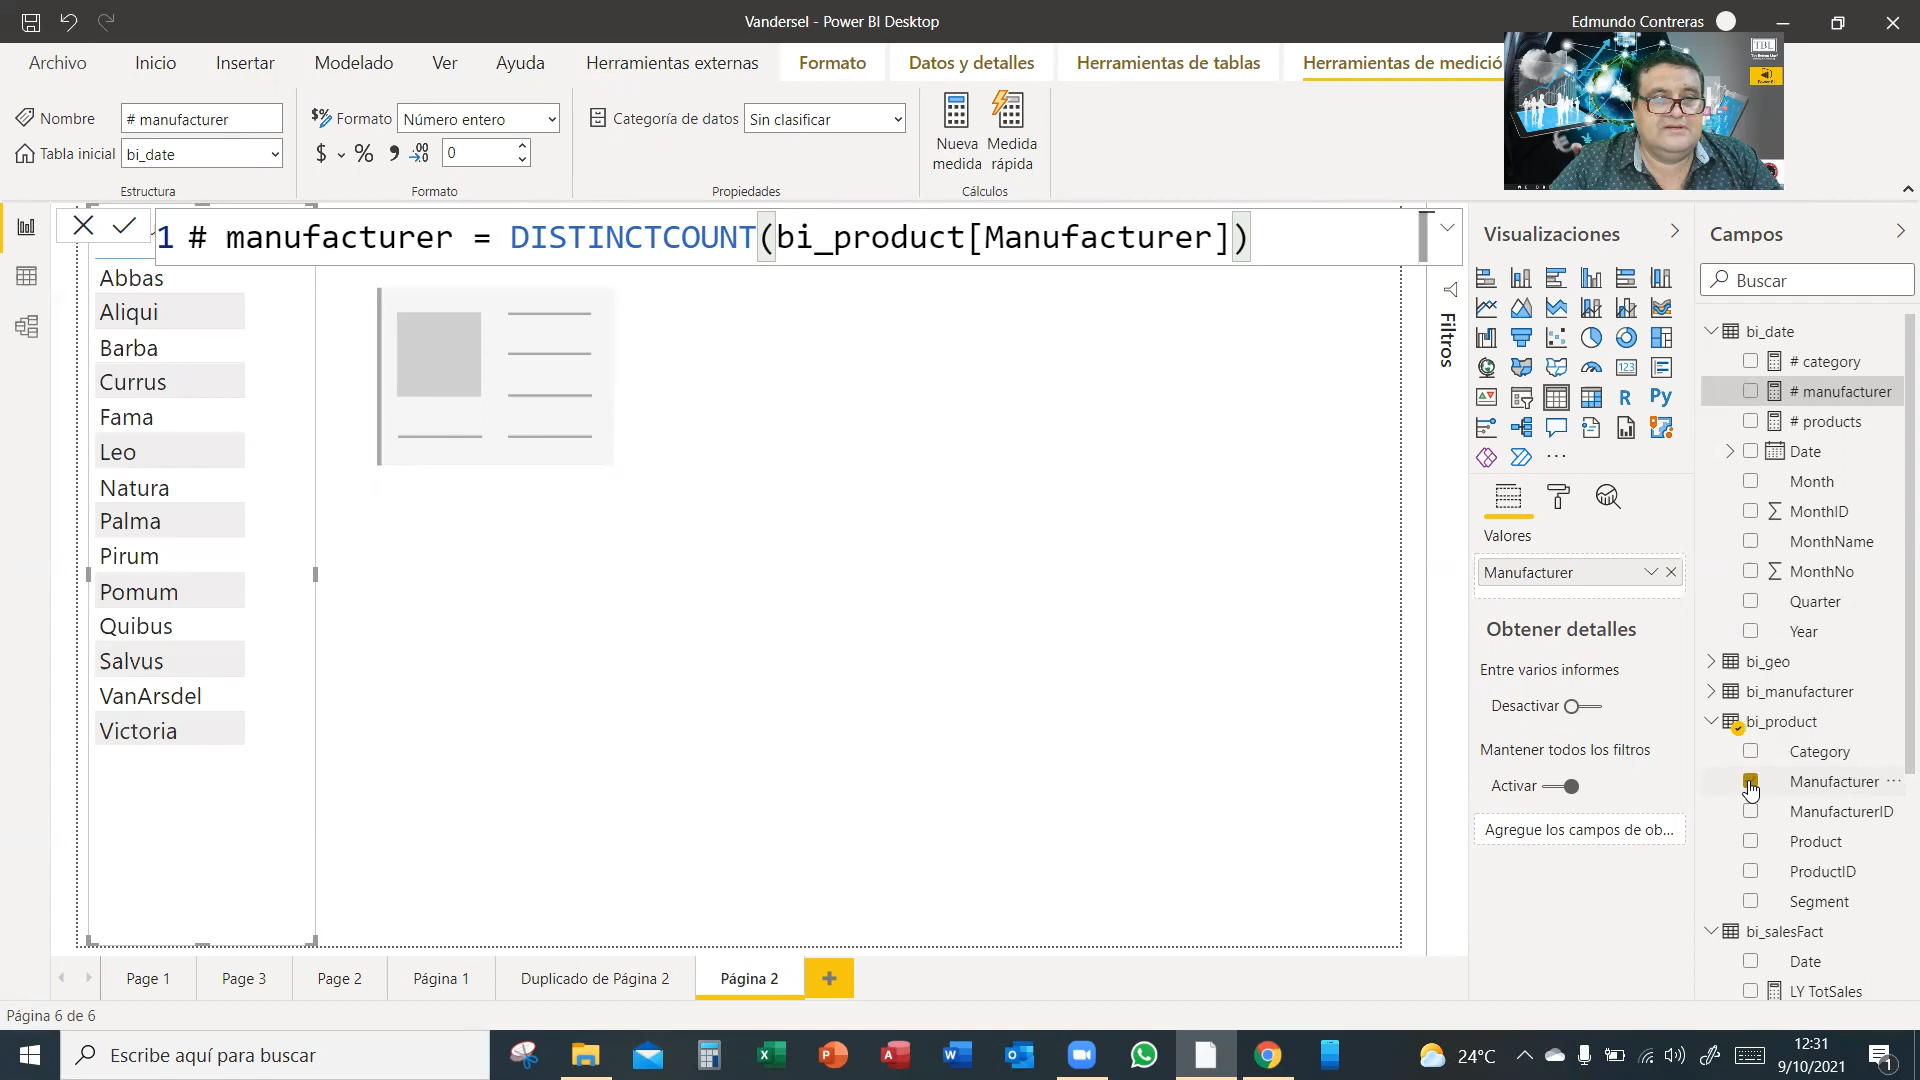 Vandersel - Power BI Desktop
Edmundo Contreras
Archivo
Inicio
Insertar
Modelado
Ver
Ayuda
Herramientas externas
Formato
Datos y detalles
Herramientas de tablas
Herramientas de medició
TBL
Nombre
# manufacturer
Formato
Número entero
Categoría de datos
Sin clasificar
Nueva medida
Medida rápida
Tabla inicial
bi_date
$
%
0
Estructura
Formato
Propiedades
Cálculos
1 # manufacturer = DISTINCTCOUNT(bi_product[Manufacturer])
Abbas
Aliqui
Barba
Currus
Fama
Leo
Natura
Palma
Pirum
Pomum
Quibus
Salvus
VanArsdel
Victoria
Filtros
Visualizaciones
123
R
Py
Valores
Manufacturer
Obtener detalles
Entre varios informes
Desactivar
Mantener todos los filtros
Activar
Agregue los campos de ob...
Campos
Buscar
bi_date
# category
# manufacturer
# products
Date
Month
MonthID
MonthName
MonthNo
Quarter
Year
bi_geo
bi_manufacturer
bi_product
Category
Manufacturer
ManufacturerID
Product
ProductID
Segment
bi_salesFact
Date
LY TotSales
Page 1
Page 3
Page 2
Página 1
Duplicado de Página 2
Página 2
Página 6 de 6
Escribe aquí para buscar
24°C
12:31
9/10/2021
1